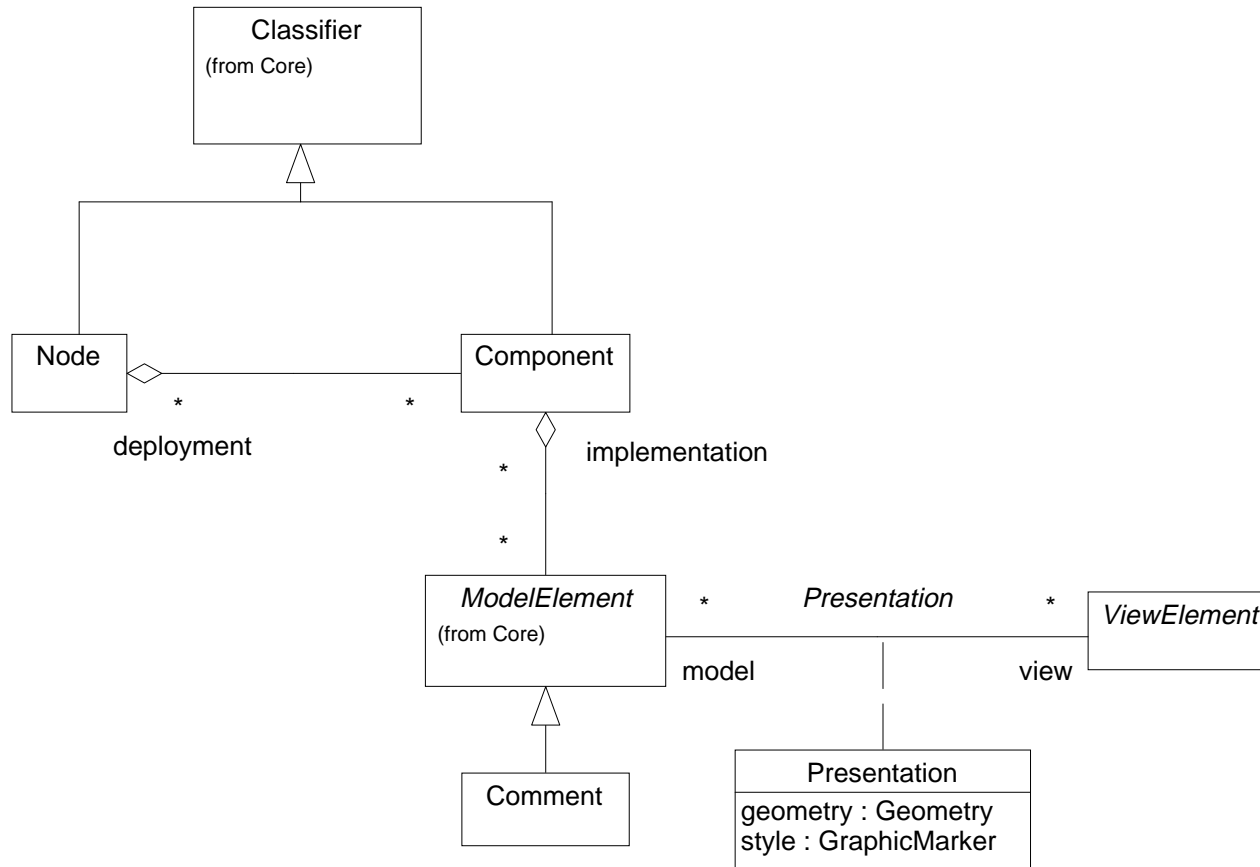 Classifier
(from Core)
Node
Component
* *
deployment
implementation
*
*
ModelElement
(from Core)
* Presentation *
ViewElement
model view
Presentation
geometry : Geometry
style : GraphicMarker
Comment